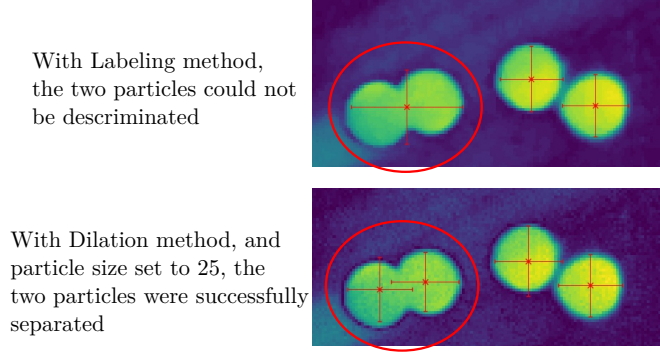 With Labeling method,
the two particles could not
be descriminated
With Dilation method, and
particle size set to 25, the
two particles were successfully
separated